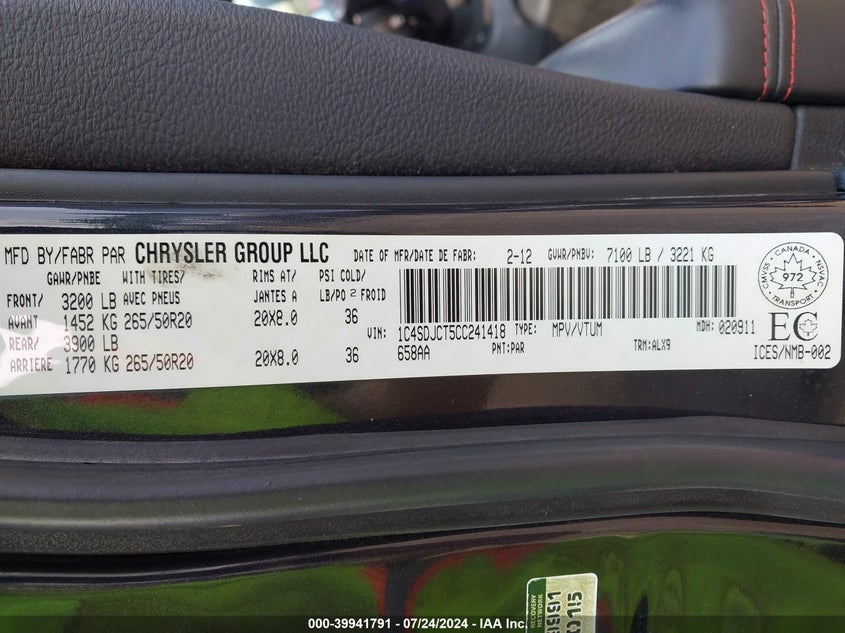 MFD BY/FABR PAR CHRYSLER GROUP LLC DATE OF MFR/DATE DE FABR: 2-12 GVWR/PNBV: 7100 LB / 3221 KG
GAWR/PNBE WITH TIRES/ RIMS AT/ PSI COLD/
FRONT/ 3200 LB AVEC PNEUS JANTES A LB/PO2 FROID
AVANT 1452 KG 265/50R20 20X8.0 36
REAR/ 3900 LB
ARRIERE 1770 KG 265/50R20 20X8.0 36
VIN: 1C4SDJCT5CC241418 TYPE: MPV/VTUM MDH: 020911
658AA PNT:PAR TRM:ALX9
CANADA
CMVSS 972 NSVAC
TRANSPORT
EC
ICES/NMB-002
RECOVERY
NETWORK
000-39941791 - 07/24/2024 - IAA Inc.